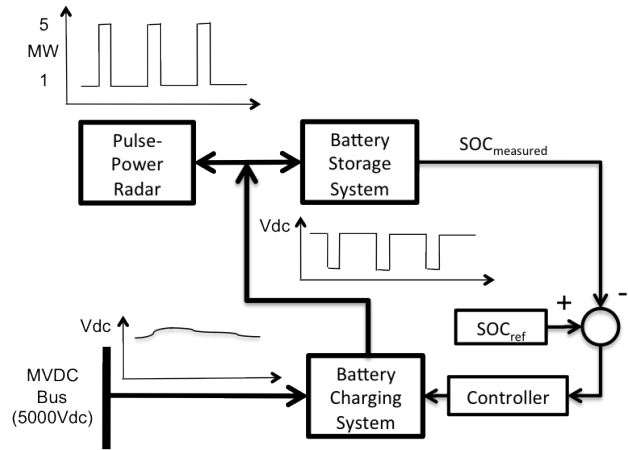 5
MW
1
Pulse-
Power
Radar
Battery
Storage
System
SOCmeasured
Vdc
+
-
SOCref
Vdc
MVDC
Bus
(5000Vdc)
Battery
Charging
System
Controller